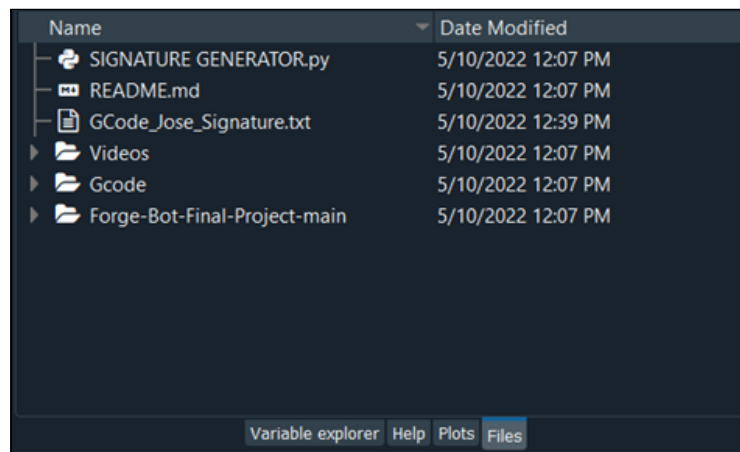 Name Date Modified
SIGNATURE GENERATOR.py 5/10/2022 12:07 PM
README.md 5/10/2022 12:07 PM
GCode_Jose_Signature.txt 5/10/2022 12:39 PM
Videos 5/10/2022 12:07 PM
Gcode 5/10/2022 12:07 PM
Forge-Bot-Final-Project-main 5/10/2022 12:07 PM
Variable explorer Help Plots Files